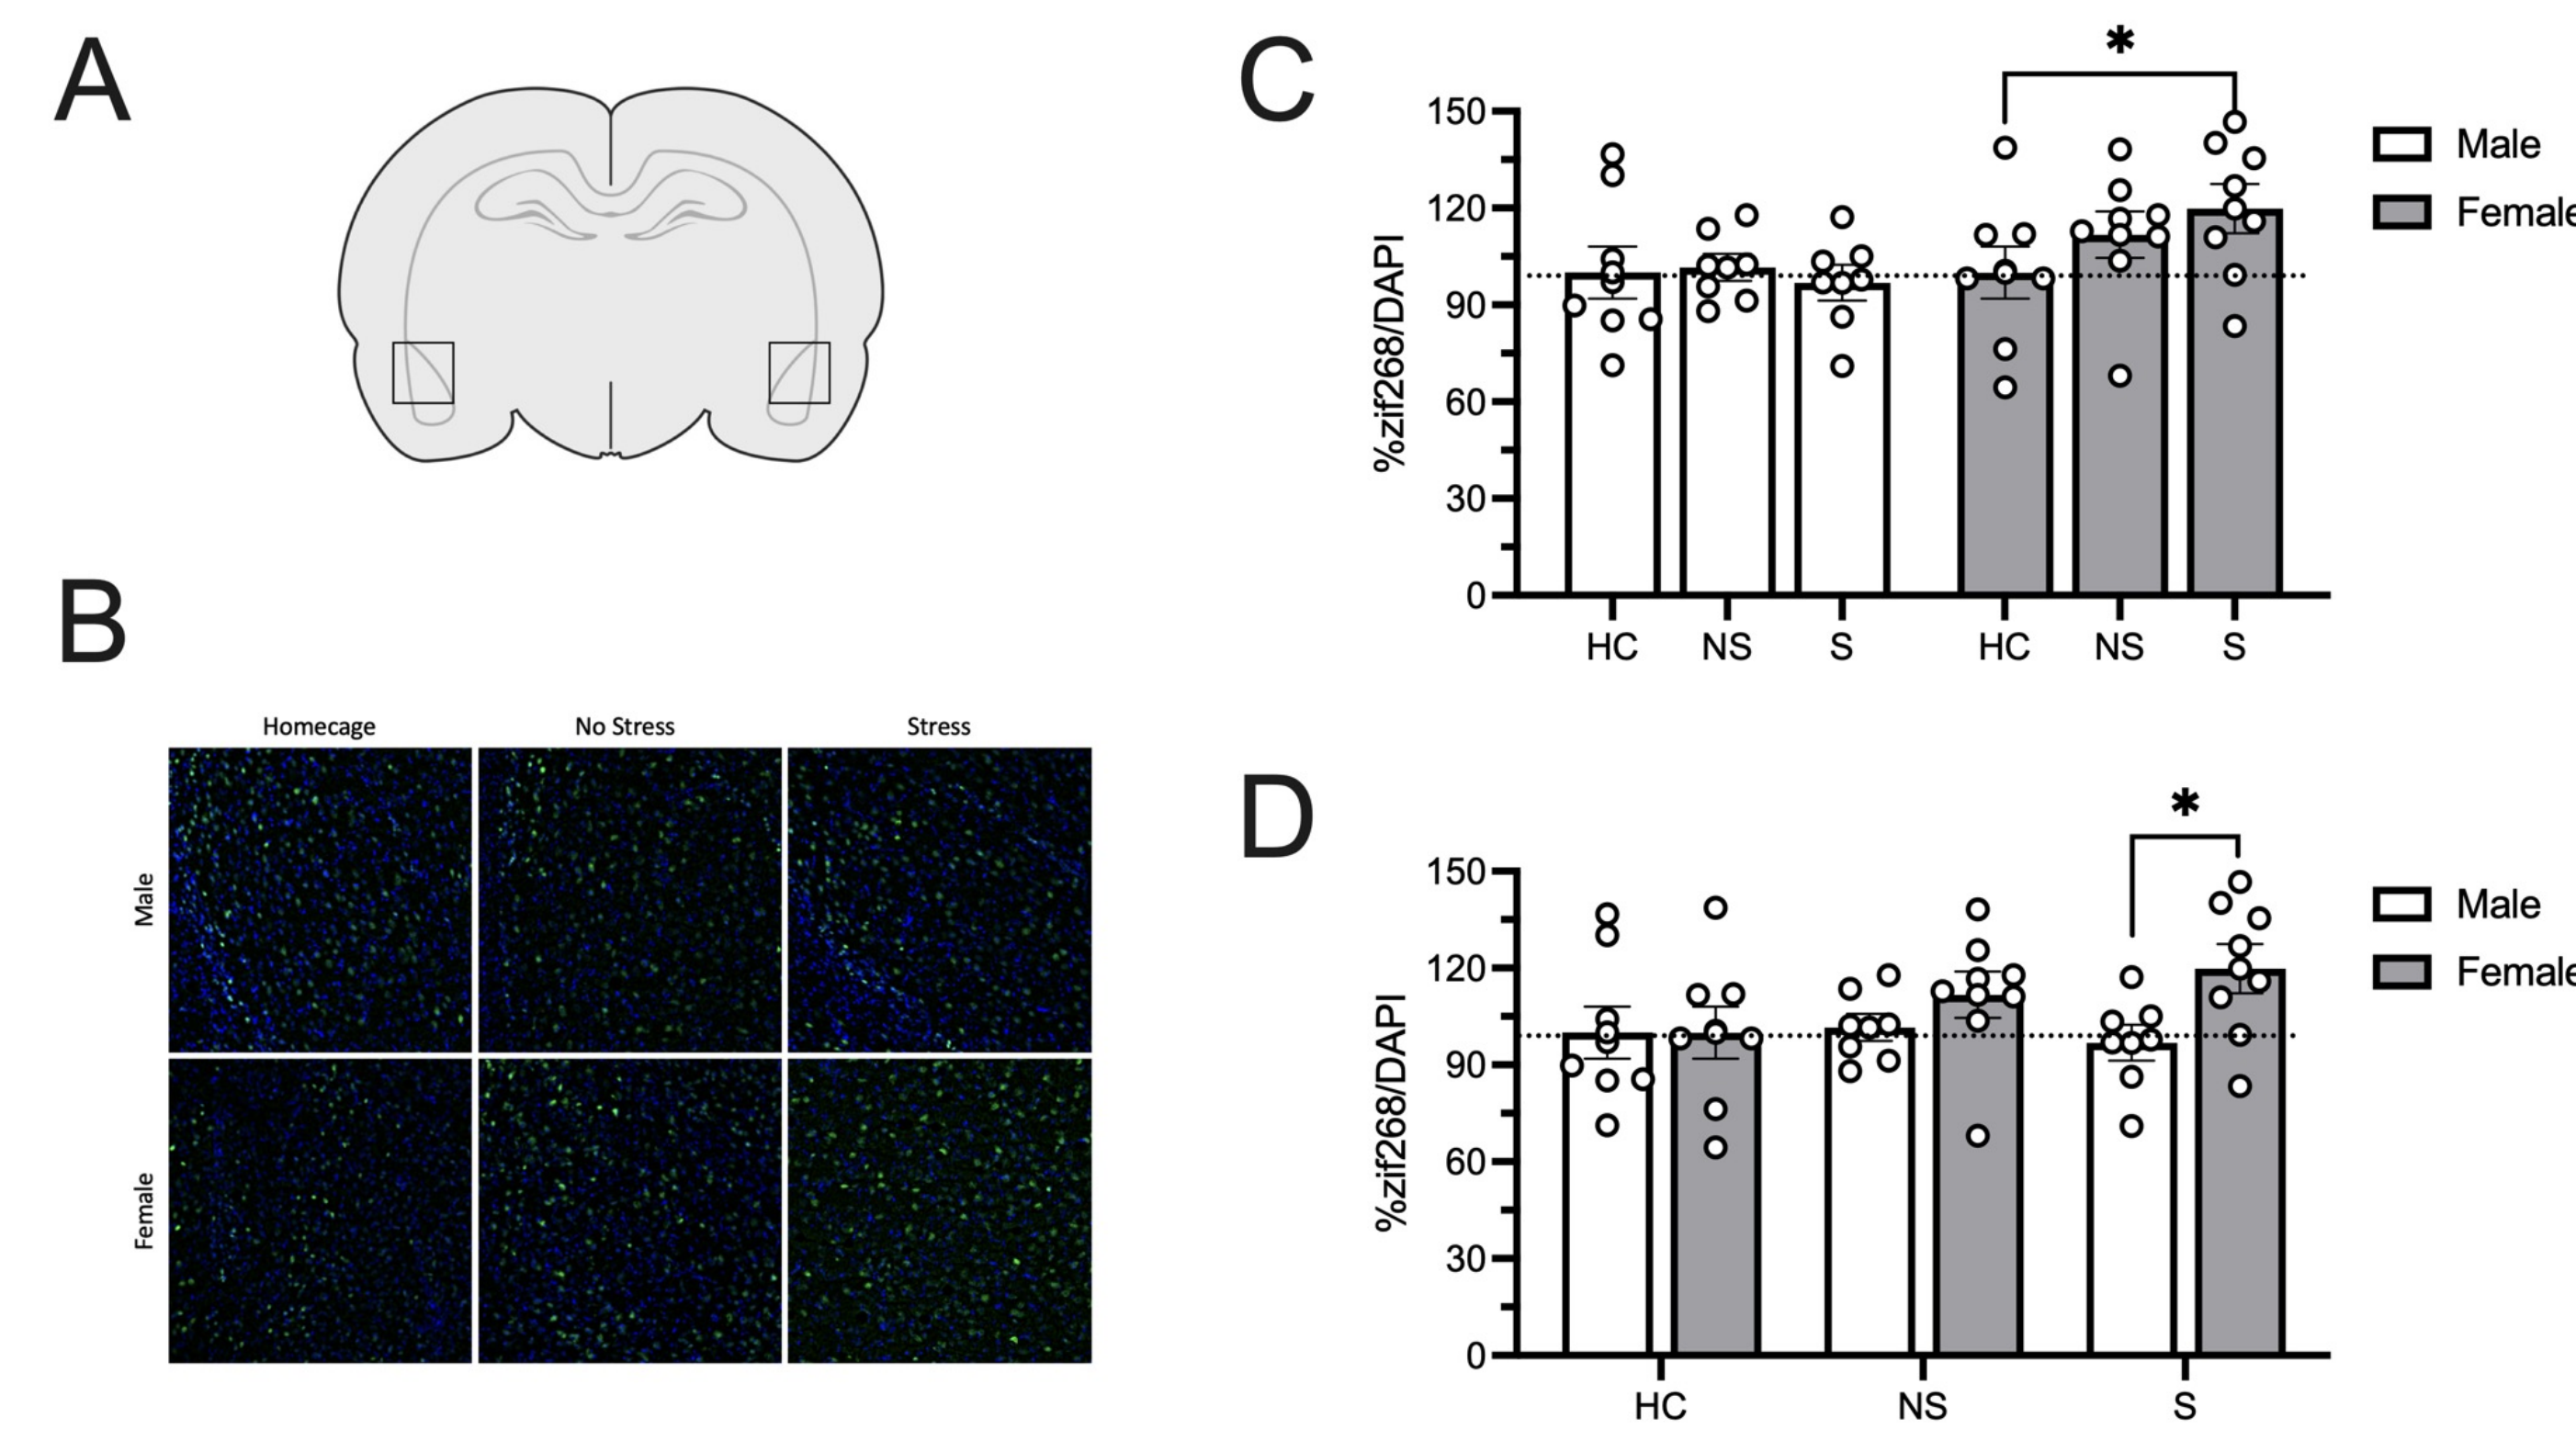 A
B
Homecage No Stress Stress
Male
Female
C
*
%zif268/DAPI
150
120
90
60
30
0
HC NS S HC NS S
Male
Female
D
*
%zif268/DAPI
150
120
90
60
30
0
HC NS S
Male
Female